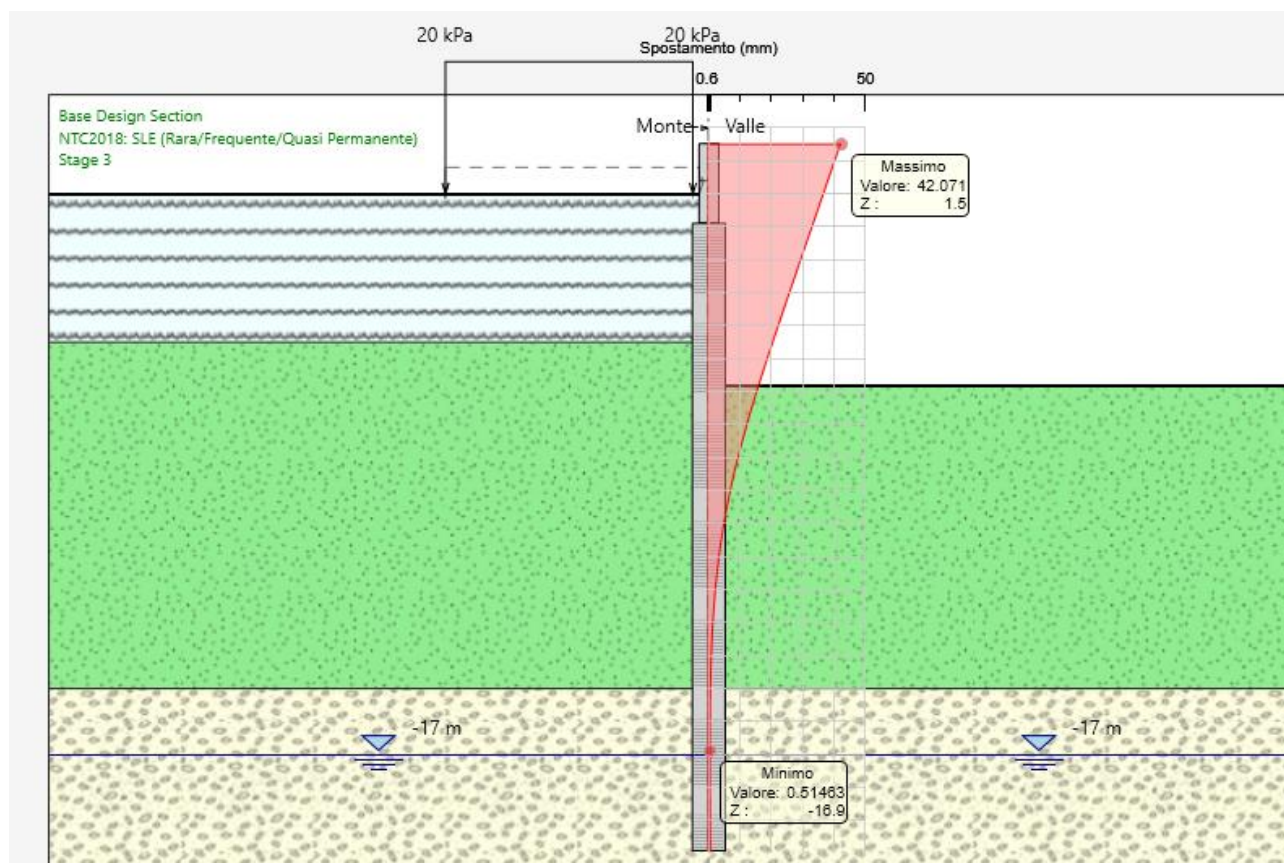 20 kPa
20 kPa
Spostamento (mm)
0.6
50
Base Design Section
NTC2018: SLE (Rara/Frequente/Quasi Permanente)
Stage 3
Monte
Valle
Massimo
Valore: 42.071
Z : 1.5
-17 m
-17 m
Minimo
Valore: 0.51463
Z : -16.9